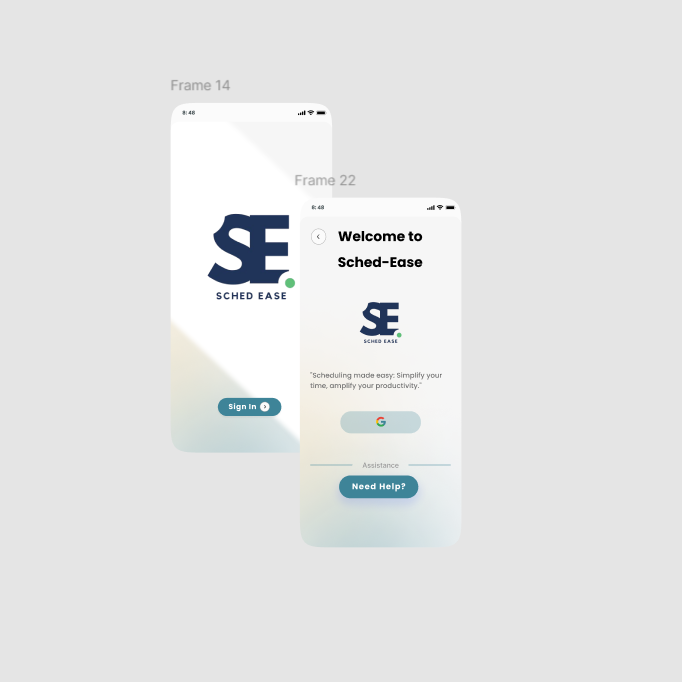 Frame 14
8:48
SE
SCHED EASE
Sign In
Frame 22
8:48
Welcome to
Sched-Ease
SE
SCHED EASE
"Scheduling made easy: Simplify your
time, amplify your productivity."
G
Assistance
Need Help?